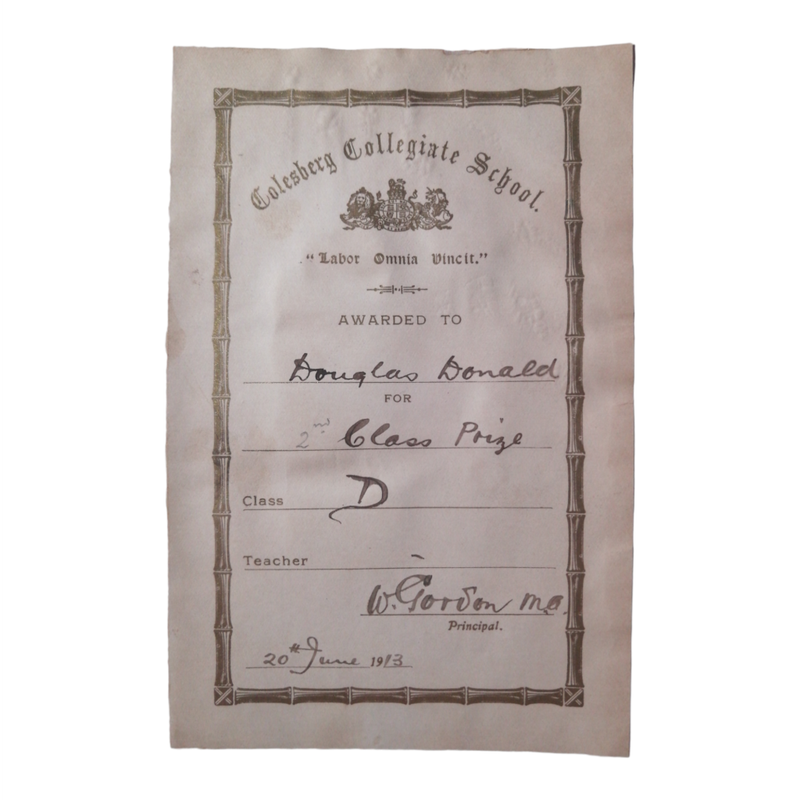 Colesberg Collegiate School.
"Labor Omnia Vincit."
AWARDED TO
Douglas Donald
FOR
2nd Class Prize
Class D
Teacher -
W. Gordon M.A.
Principal.
20th June 1913